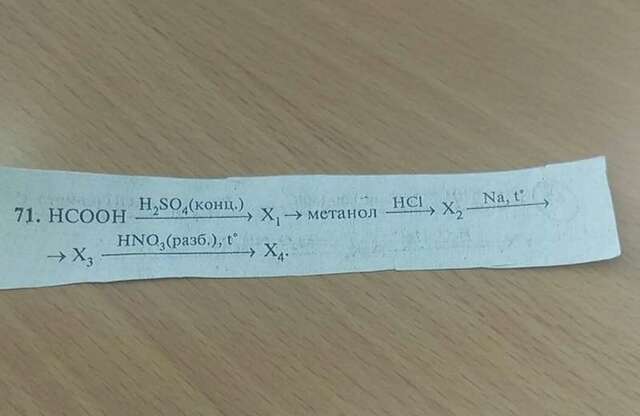 71. HCOOH H₂SO₄(конц.) → X₁ → метанол HCl → X₂ Na, t° →
→ X₃ HNO₃(разб.), t° → X₄.